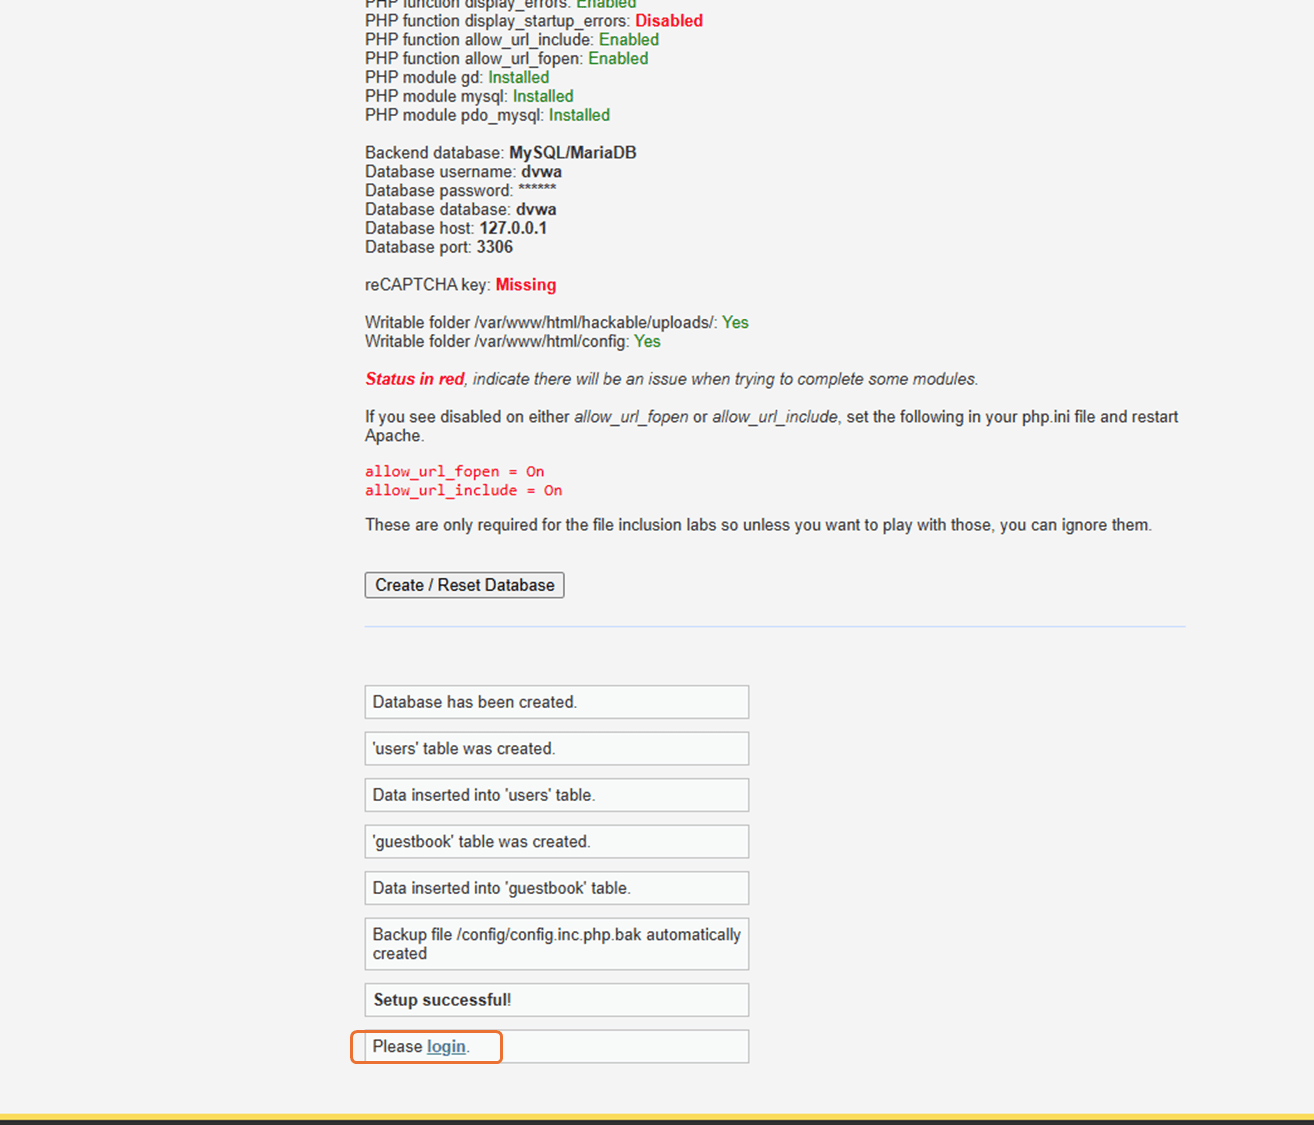 PHP function display_errors: Enabled
PHP function display_startup_errors: Disabled
PHP function allow_url_include: Enabled
PHP function allow_url_fopen: Enabled
PHP module gd: Installed
PHP module mysql: Installed
PHP module pdo_mysql: Installed
Backend database: MySQL/MariaDB
Database username: dvwa
Database password: ******
Database database: dvwa
Database host: 127.0.0.1
Database port: 3306
reCAPTCHA key: Missing
Writable folder /var/www/html/hackable/uploads/: Yes
Writable folder /var/www/html/config: Yes
Status in red, indicate there will be an issue when trying to complete some modules.
If you see disabled on either allow_url_fopen or allow_url_include, set the following in your php.ini file and restart
Apache.
allow_url_fopen = On
allow_url_include = On
These are only required for the file inclusion labs so unless you want to play with those, you can ignore them.
Create / Reset Database
Database has been created.
'users' table was created.
Data inserted into 'users' table.
'guestbook' table was created.
Data inserted into 'guestbook' table.
Backup file /config/config.inc.php.bak automatically
created
Setup successful!
Please login.